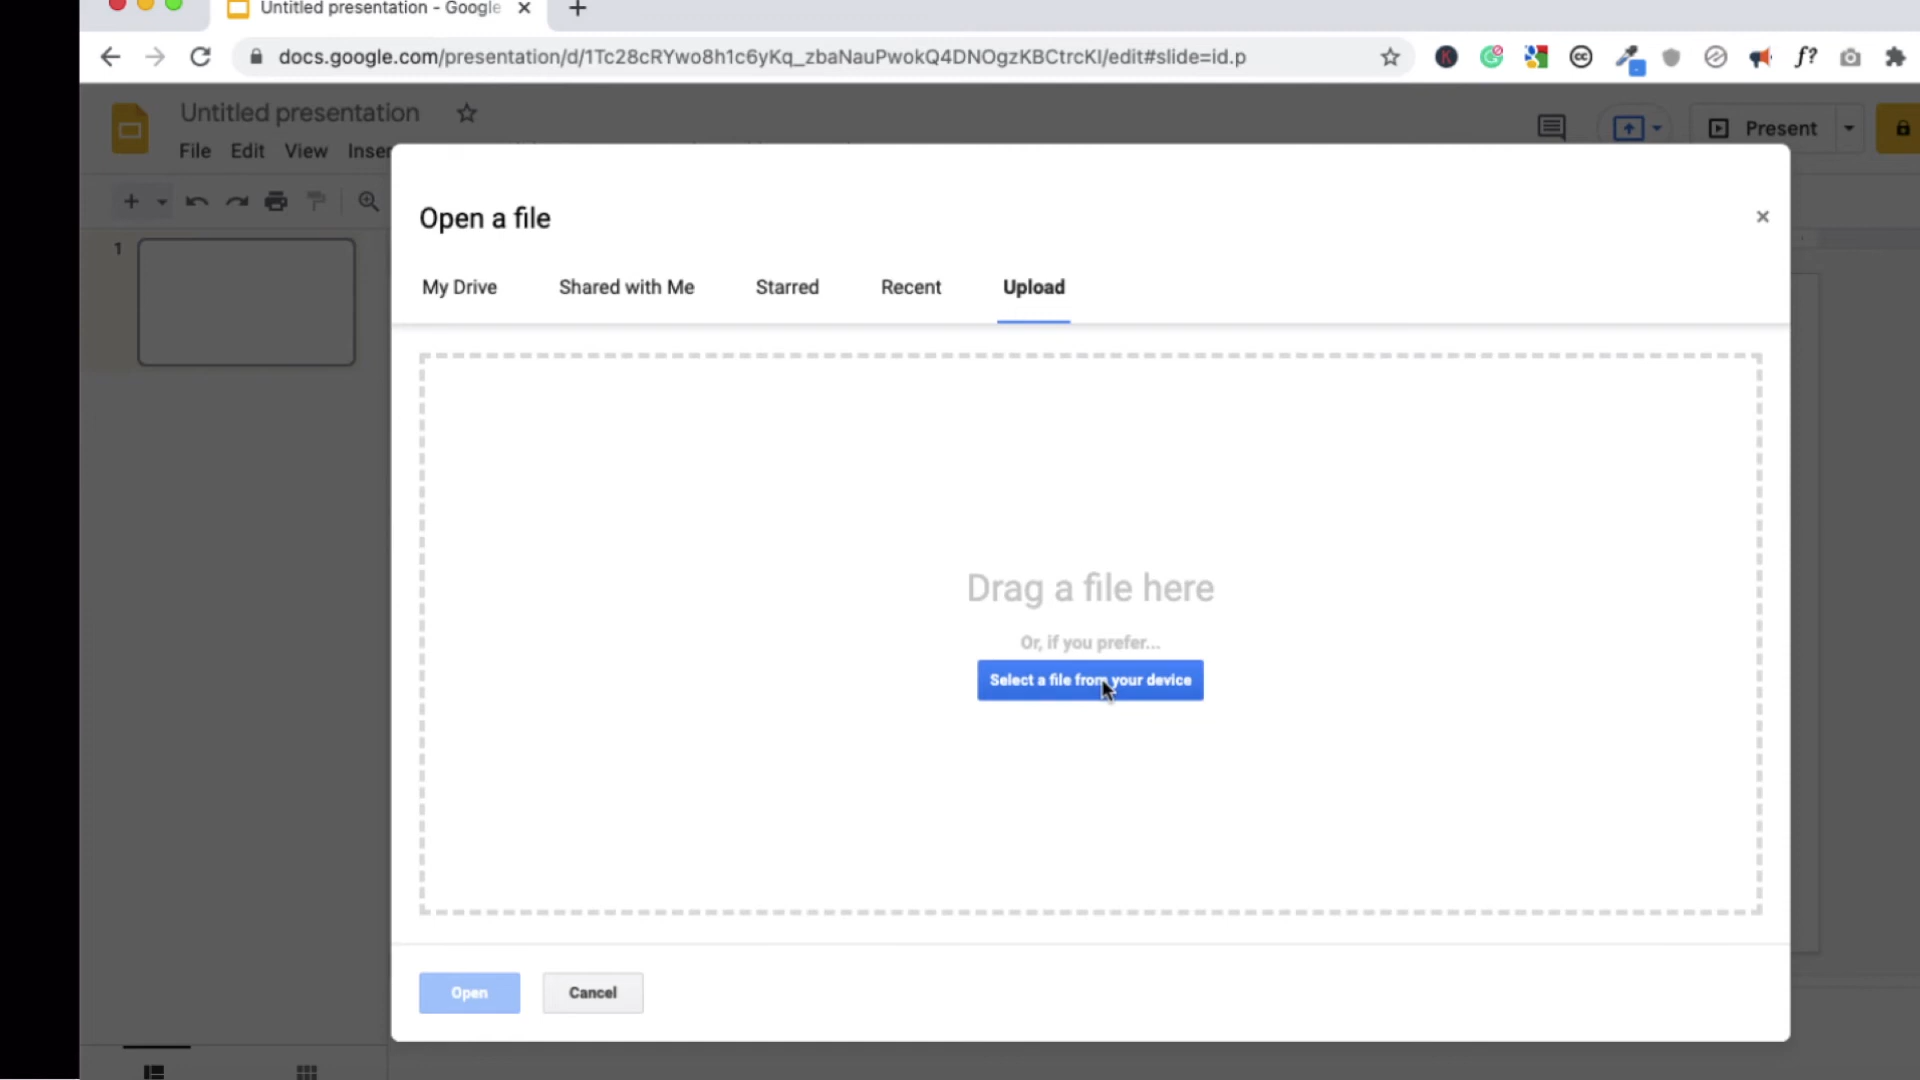 Untitled presentation - Google
docs.google.com/presentation/d/1Tc28cRYwo8h1c6yKq_zbaNauPwokQ4DNOgzKBCtrcKI/edit#slide=id.p
Untitled presentation
Present
File Edit View
Open a file
My Drive Shared with Me Starred Recent Upload
1
Drag a file here
Or, if you prefer...
Select a file from your device
Open Cancel